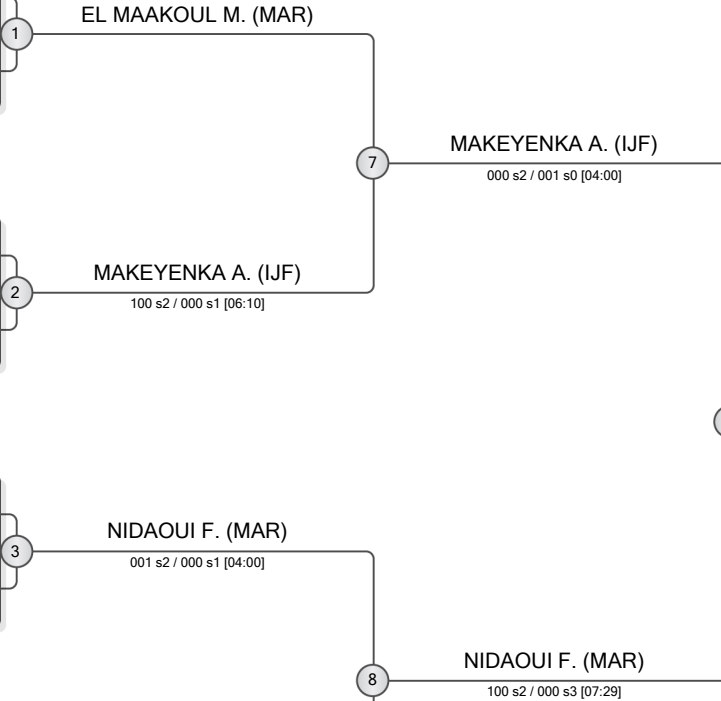 EL MAAKOUL M. (MAR)
1
MAKEYENKA A. (IJF)
7
000 s2 / 001 s0 [04:00]
MAKEYENKA A. (IJF)
2
100 s2 / 000 s1 [06:10]
NIDAOUI F. (MAR)
3
001 s2 / 000 s1 [04:00]
NIDAOUI F. (MAR)
8
100 s2 / 000 s3 [07:29]